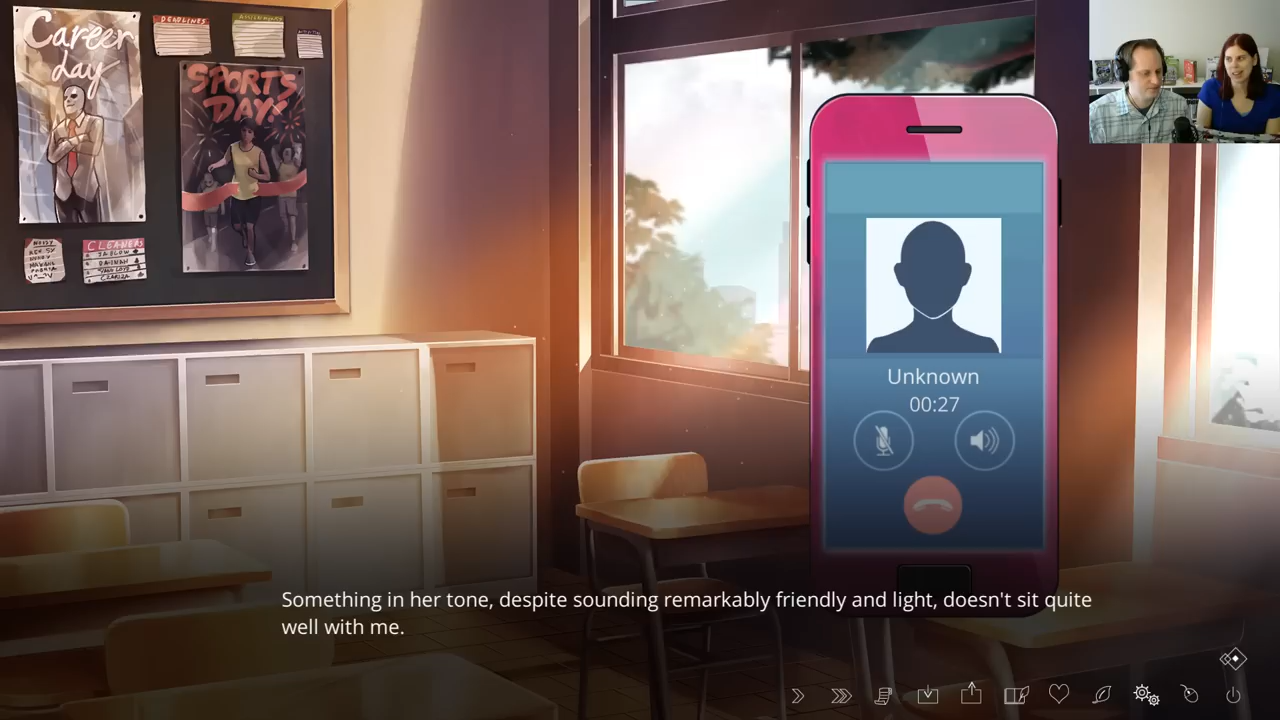 Career
day
DEADLINES
SPORTS
DAY!
CLEANERS
Unknown
00:27
Something in her tone, despite sounding remarkably friendly and light, doesn't sit quite
well with me.